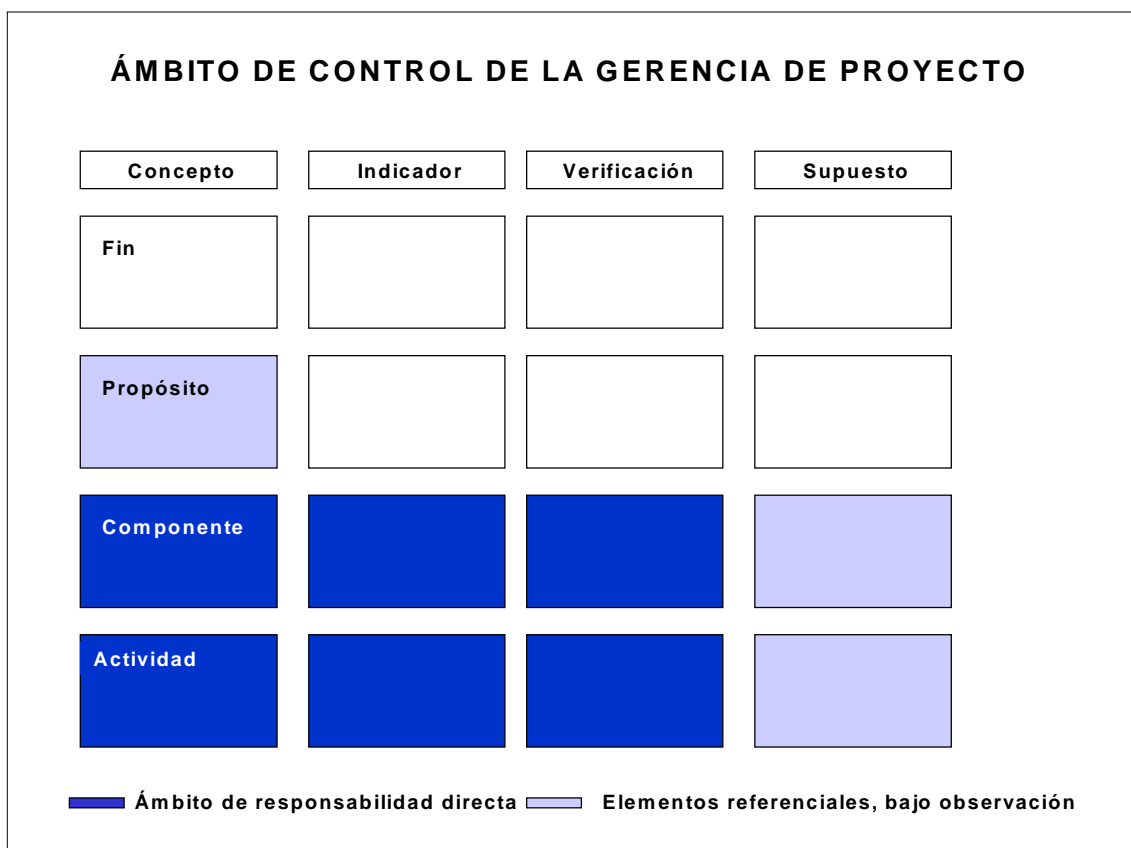 ÁMBITO DE CONTROL DE LA GERENCIA DE PROYECTO
Concepto Indicador Verificación Supuesto
Fin
Propósito
Componente
Actividad
Ámbito de responsabilidad directa Elementos referenciales, bajo observación